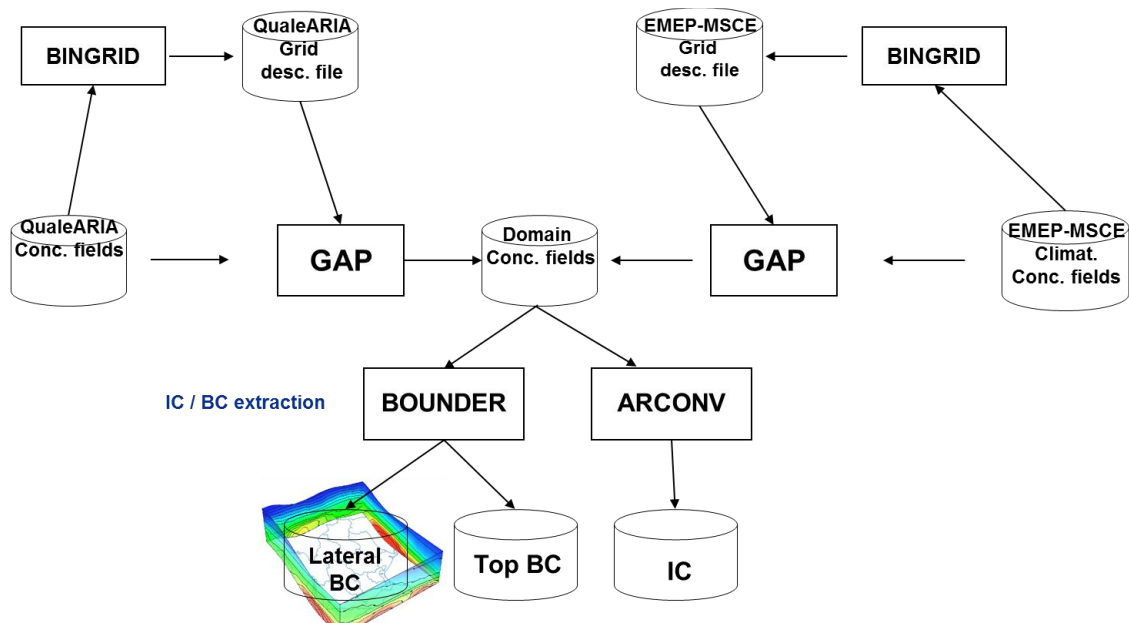 BINGRID
QualeARIA
Grid
desc. file
EMEP-MSCE
Grid
desc. file
BINGRID
QualeARIA
Conc. fields
GAP
Domain
Conc. fields
GAP
EMEP-MSCE
Climat.
Conc. fields
IC / BC extraction
BOUNDER
ARCONV
Lateral
BC
Top BC
IC